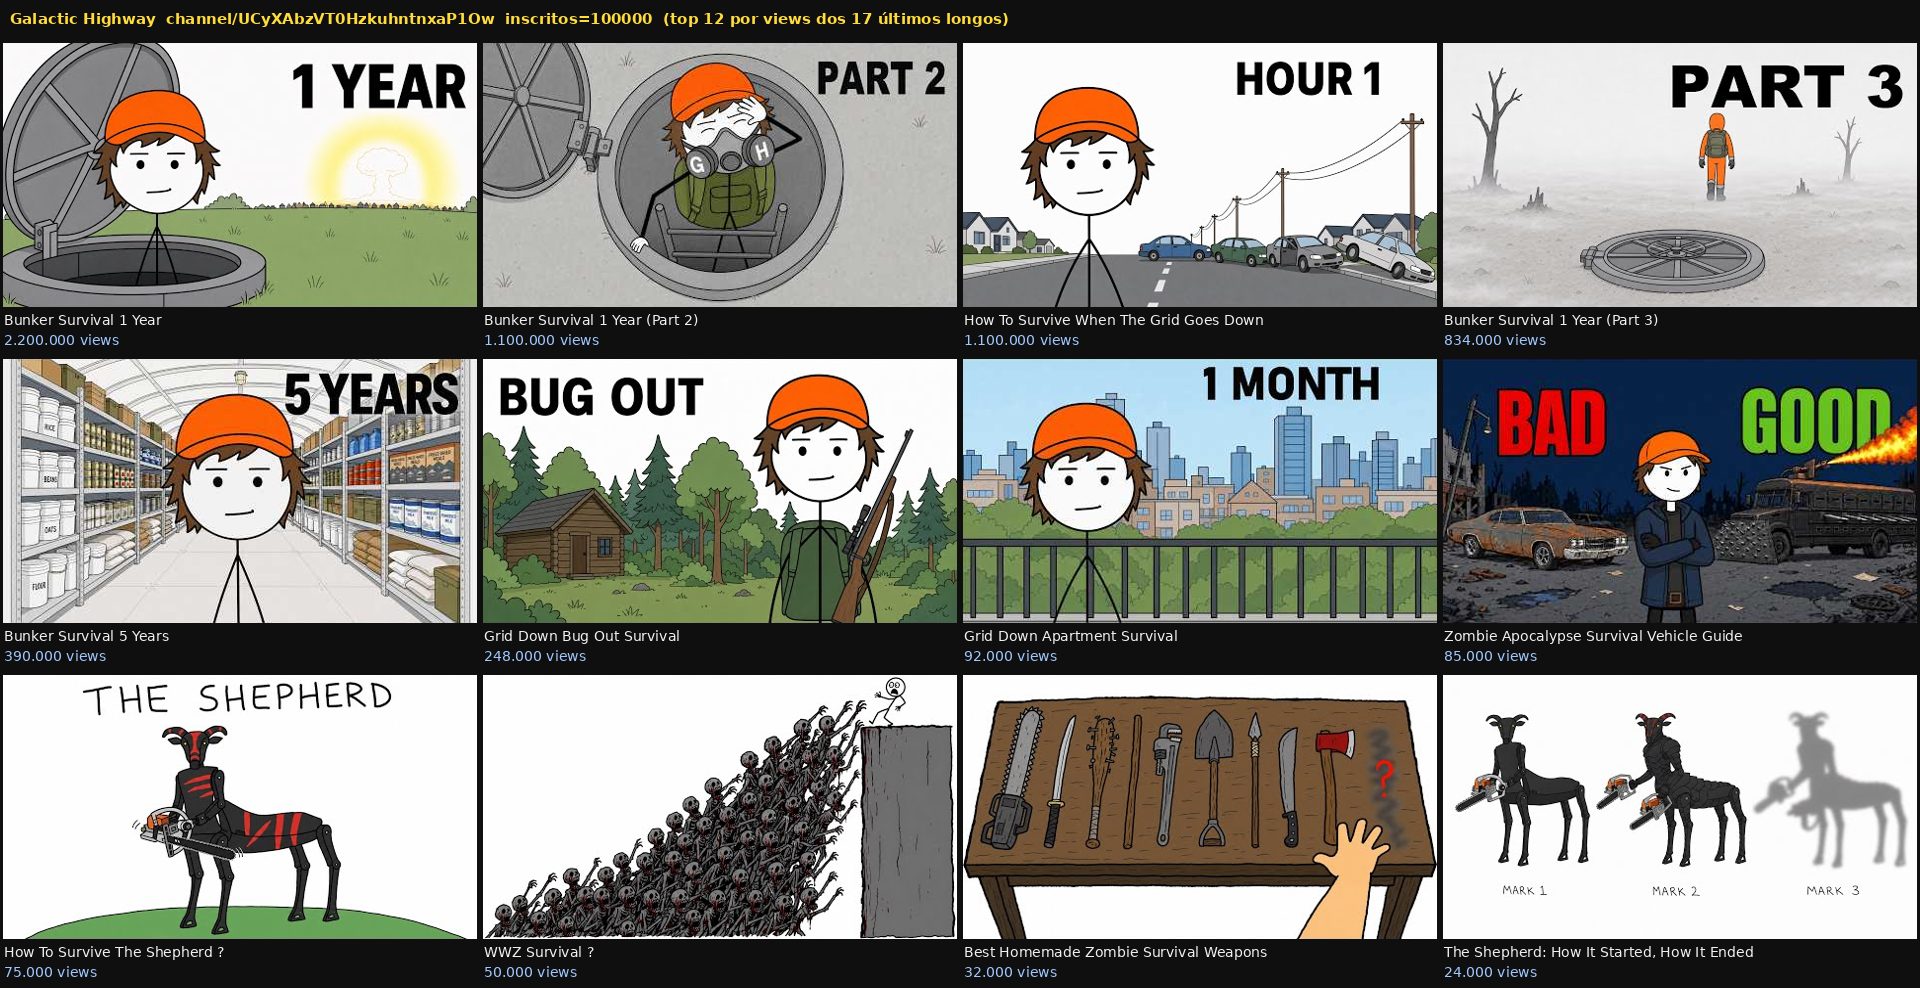 Galactic Highway channel/UCyXAbzVT0HzkuhntnxaP1Ow inscritos=100000 (top 12 por views dos 17 últimos longos)
1 YEAR
Bunker Survival 1 Year
2.200.000 views
PART 2
G H
Bunker Survival 1 Year (Part 2)
1.100.000 views
HOUR 1
How To Survive When The Grid Goes Down
1.100.000 views
PART 3
Bunker Survival 1 Year (Part 3)
834.000 views
5 YEARS
RICE
BEANS
OATS
FLOUR
Bunker Survival 5 Years
390.000 views
BUG OUT
Grid Down Bug Out Survival
248.000 views
1 MONTH
Grid Down Apartment Survival
92.000 views
BAD
GOOD
Zombie Apocalypse Survival Vehicle Guide
85.000 views
THE SHEPHERD
How To Survive The Shepherd ?
75.000 views
WWZ Survival ?
50.000 views
?
Best Homemade Zombie Survival Weapons
32.000 views
MARK 1
MARK 2
MARK 3
The Shepherd: How It Started, How It Ended
24.000 views